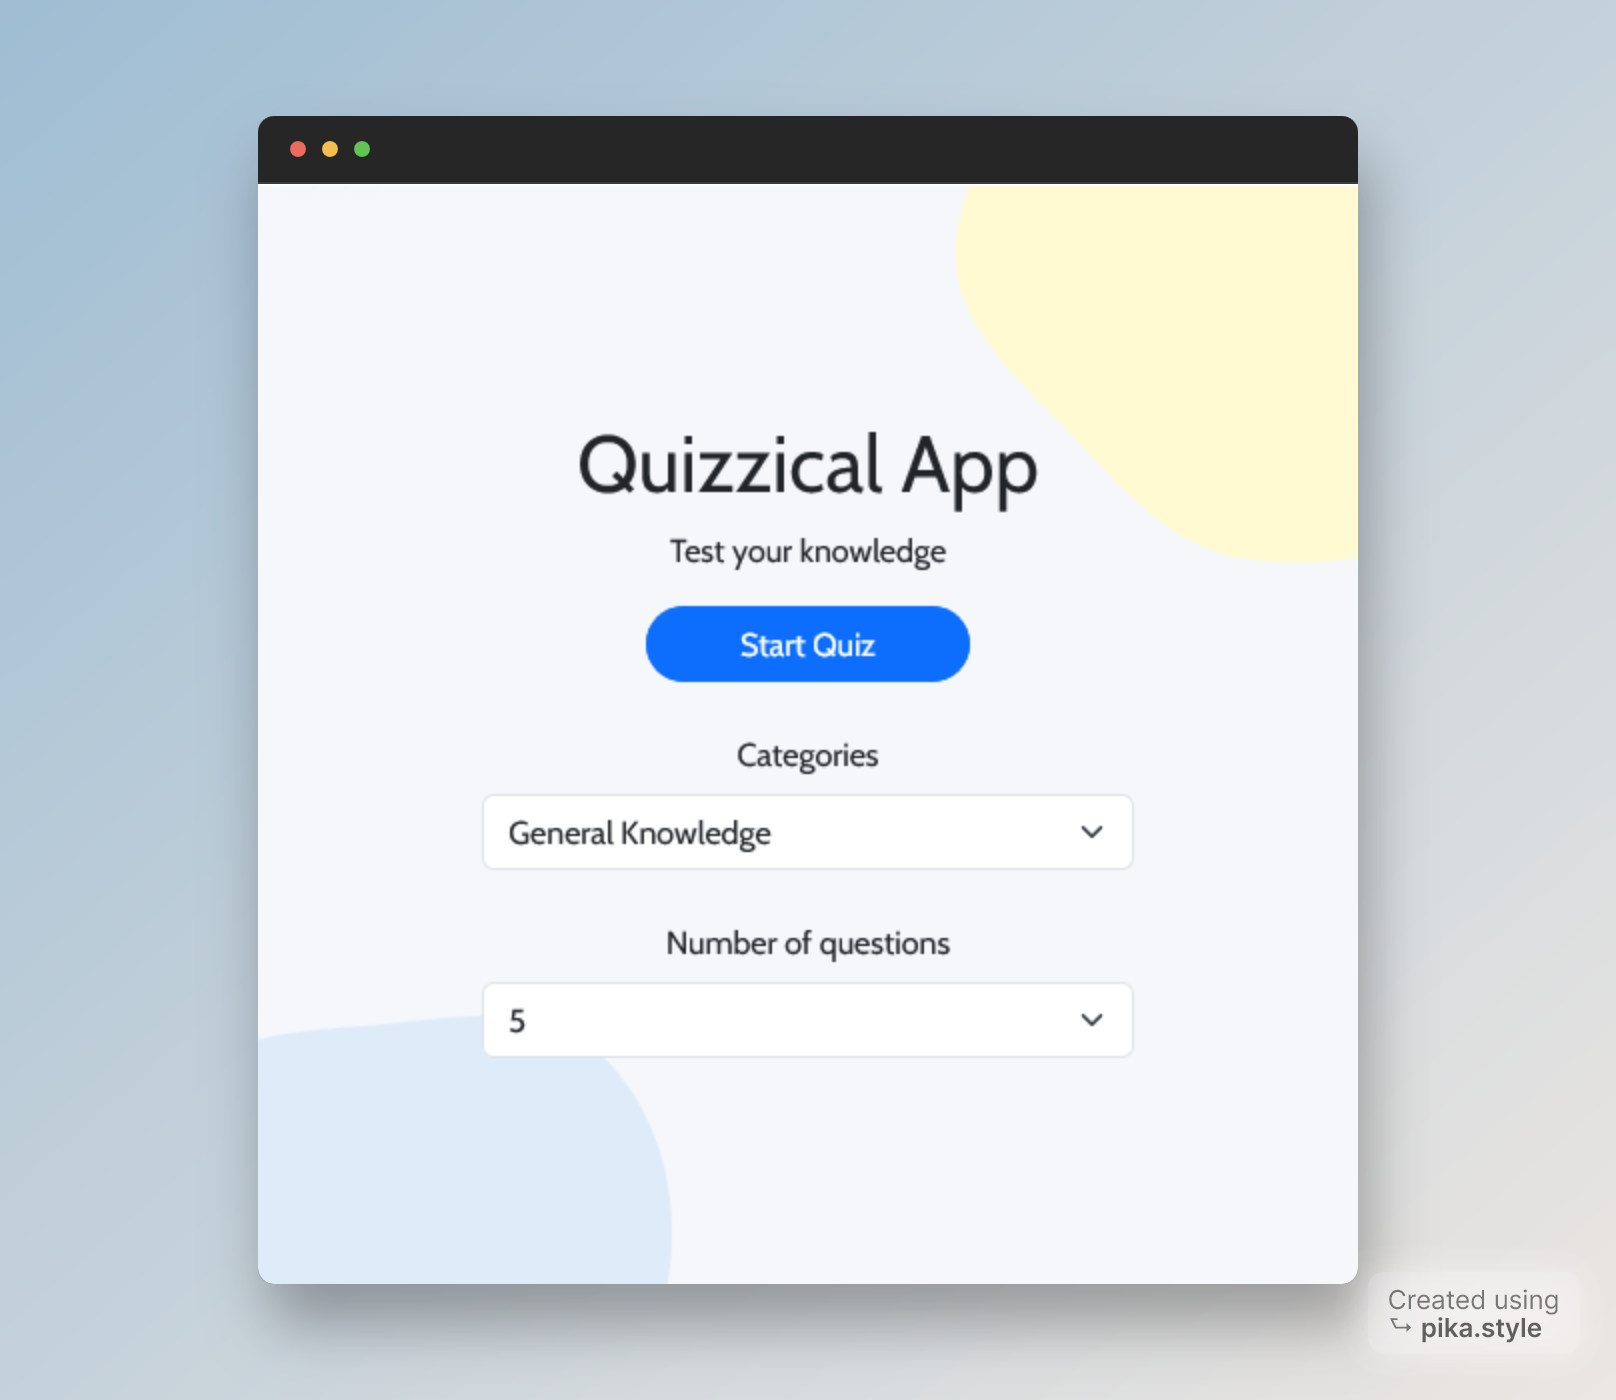 Quizzical App
Test your knowledge
Start Quiz
Categories
General Knowledge
Number of questions
5
Created using
pika.style